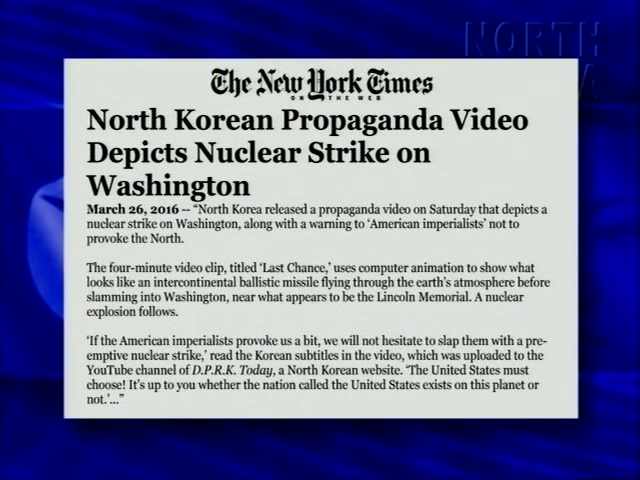 NORTH
The New York Times
ON THE WEB
North Korean Propaganda Video
Depicts Nuclear Strike on
Washington
March 26, 2016 -- “North Korea released a propaganda video on Saturday that depicts a
nuclear strike on Washington, along with a warning to ‘American imperialists’ not to
provoke the North.
The four-minute video clip, titled ‘Last Chance,’ uses computer animation to show what
looks like an intercontinental ballistic missile flying through the earth’s atmosphere before
slamming into Washington, near what appears to be the Lincoln Memorial. A nuclear
explosion follows.
‘If the American imperialists provoke us a bit, we will not hesitate to slap them with a pre-
emptive nuclear strike,’ read the Korean subtitles in the video, which was uploaded to the
YouTube channel of D.P.R.K. Today, a North Korean website. ‘The United States must
choose! It’s up to you whether the nation called the United States exists on this planet or
not.’...”